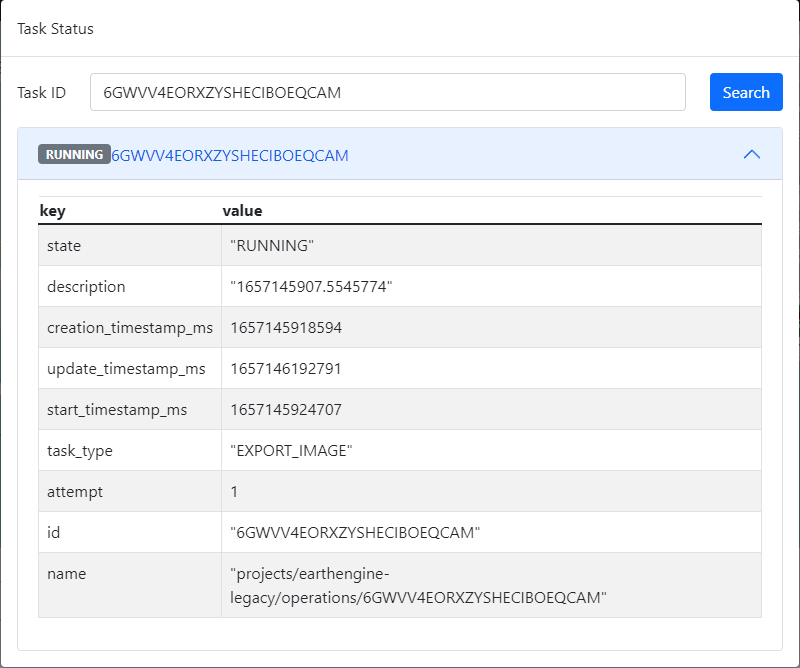 Task Status
Task ID 6GWVV4EORXZYSHECIBOEQCAM Search
RUNNING 6GWVV4EORXZYSHECIBOEQCAM
key value
state "RUNNING"
description "1657145907.5545774"
creation_timestamp_ms 1657145918594
update_timestamp_ms 1657146192791
start_timestamp_ms 1657145924707
task_type "EXPORT_IMAGE"
attempt 1
id "6GWVV4EORXZYSHECIBOEQCAM"
name "projects/earthengine-
legacy/operations/6GWVV4EORXZYSHECIBOEQCAM"